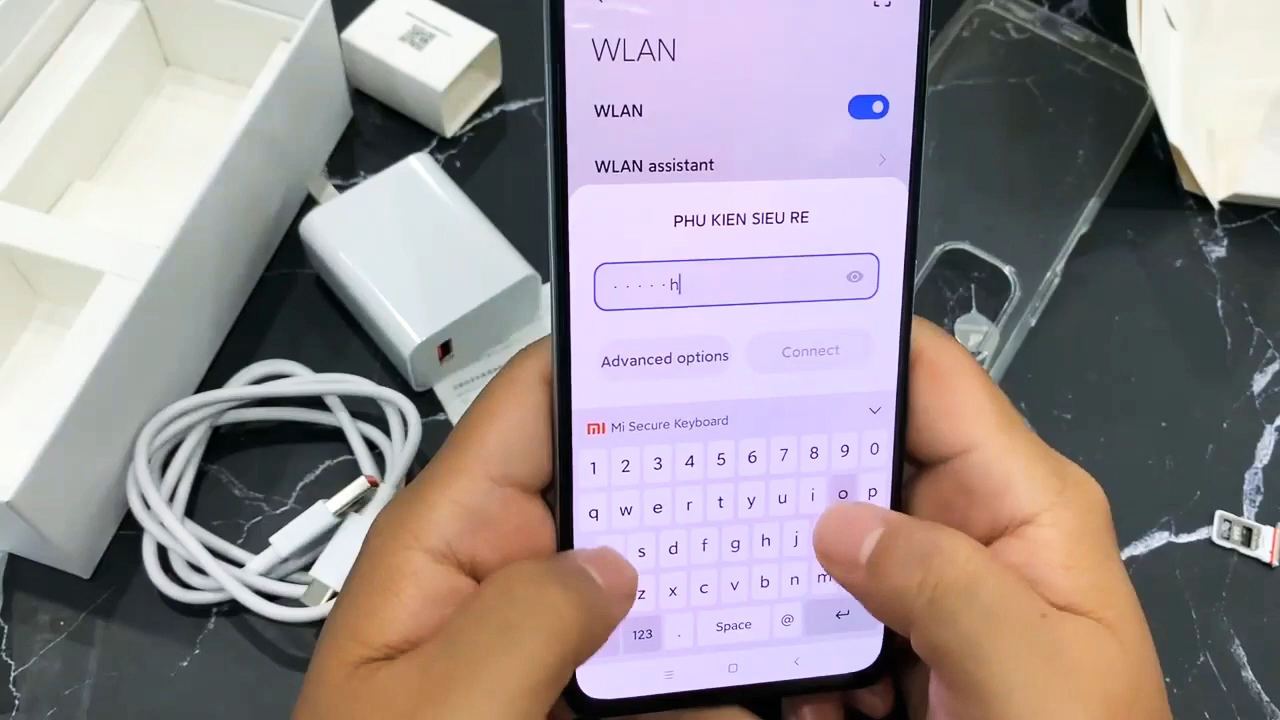 WLAN
WLAN
WLAN assistant
PHU KIEN SIEU RE
·····h
Advanced options
Connect
mi Mi Secure Keyboard
1 2 3 4 5 6 7 8 9 0
q w e r t y u i o p
s d f g h j
z x c v b n m
123 . Space @